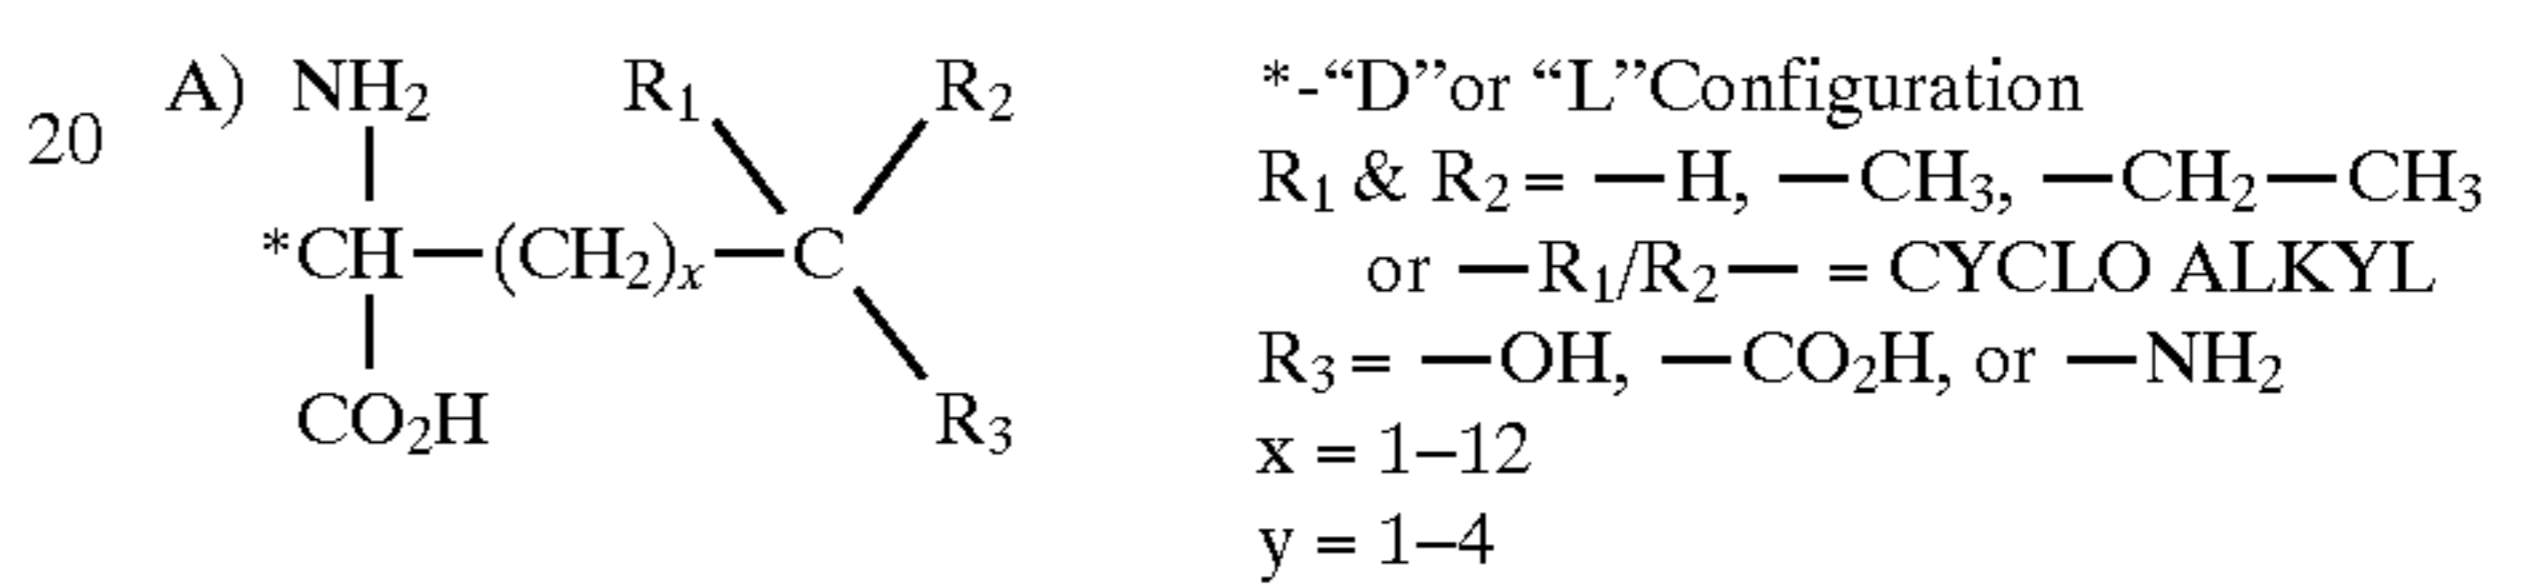 20
A) NH₂ R₁ R₂
*CH—(CH₂)ₓ—C
CO₂H R₃
*-“D”or “L”Configuration
R₁ & R₂= —H, —CH₃, —CH₂—CH₃
or —R₁/R₂— = CYCLO ALKYL
R₃= —OH, —CO₂H, or —NH₂
x = 1–12
y = 1–4